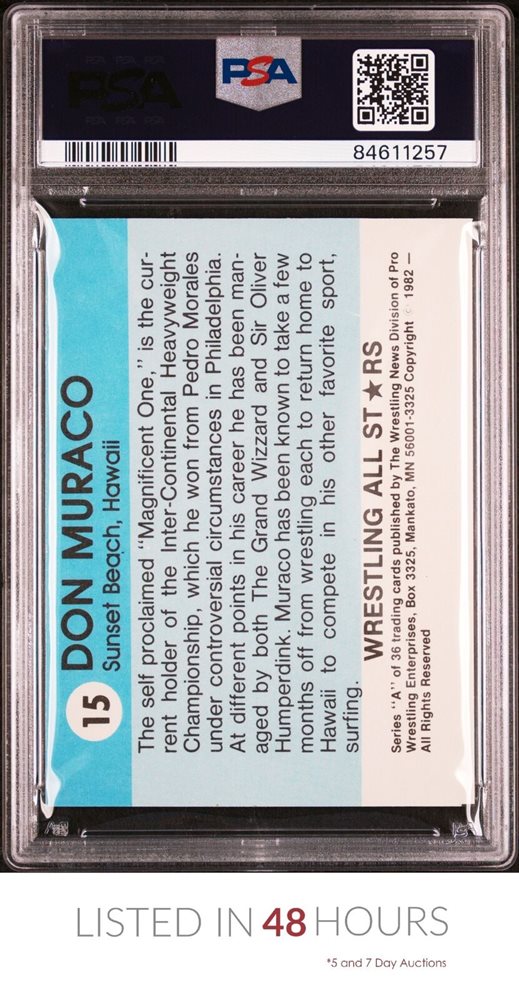 PSA
PSA
84611257
15
DON MURACO
Sunset Beach, Hawaii
The self proclaimed "Magnificent One," is the cur-
rent holder of the Inter-Continental Heavyweight
Championship, which he won from Pedro Morales
under controversial circumstances in Philadelphia.
At different points in his career he has been man-
aged by both The Grand Wizzard and Sir Oliver
Humperdink. Muraco has been known to take a few
months off from wrestling each to return home to
Hawaii to compete in his other favorite sport,
surfing.
WRESTLING ALL ST★RS
Series "A" of 36 trading cards published by The Wrestling News Division of Pro
Wrestling Enterprises, Box 3325, Mankato, MN 56001-3325 Copyright © 1982 —
All Rights Reserved
LISTED IN 48 HOURS
*5 and 7 Day Auctions